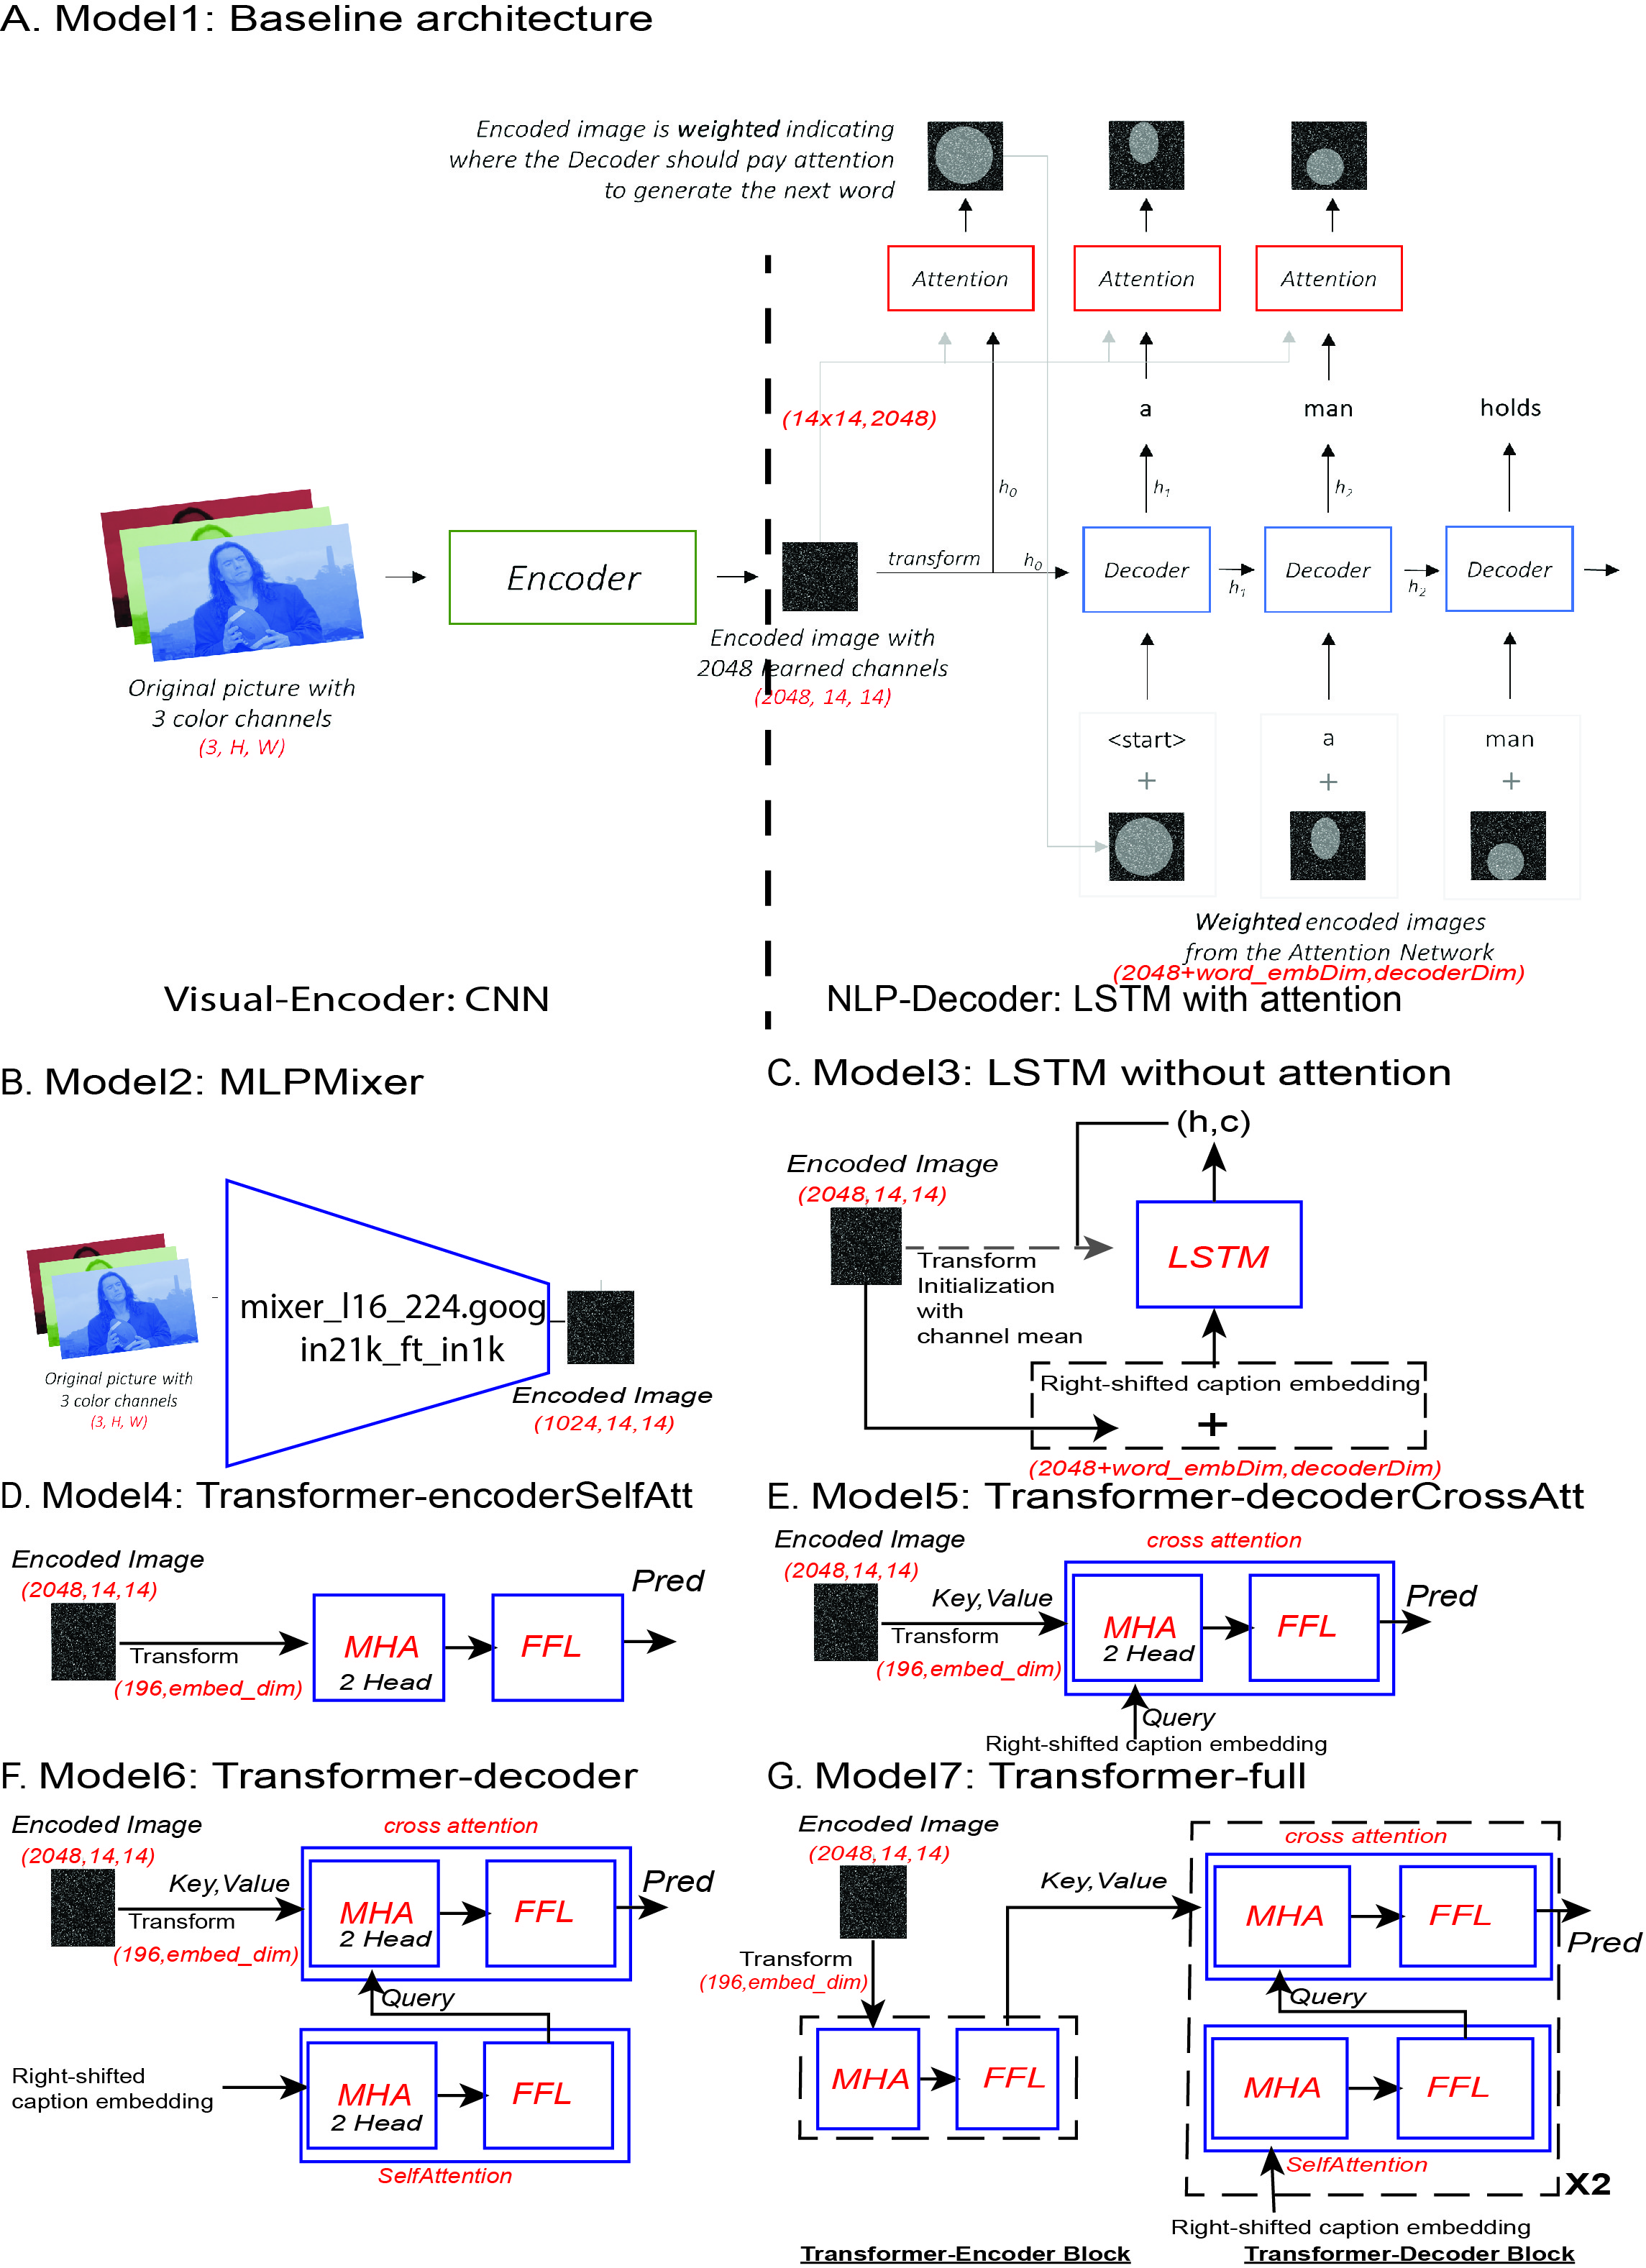 A. Model1: Baseline architecture
Encoded image is weighted indicating
where the Decoder should pay attention
to generate the next word
Attention
Attention
Attention
(14x14,2048)
a
man
holds
h0
h1
h2
Encoder
transform
h0
Decoder
h1
Decoder
h2
Decoder
Encoded image with
2048 learned channels
(2048, 14, 14)
Original picture with
3 color channels
(3, H, W)
<start>
+
a
+
man
+
Weighted encoded images
from the Attention Network
(2048+word_embDim,decoderDim)
Visual-Encoder: CNN
NLP-Decoder: LSTM with attention
B. Model2: MLPMixer
mixer_l16_224.goog_
in21k_ft_in1k
Original picture with
3 color channels
(3, H, W)
Encoded Image
(1024,14,14)
C. Model3: LSTM without attention
(h,c)
Encoded Image
(2048,14,14)
LSTM
Transform
Initialization
with
channel mean
Right-shifted caption embedding
+
(2048+word_embDim,decoderDim)
D. Model4: Transformer-encoderSelfAtt
Encoded Image
(2048,14,14)
Transform
(196,embed_dim)
MHA
2 Head
FFL
Pred
E. Model5: Transformer-decoderCrossAtt
Encoded Image
(2048,14,14)
cross attention
Key,Value
Transform
(196,embed_dim)
MHA
2 Head
FFL
Pred
Query
Right-shifted caption embedding
F. Model6: Transformer-decoder
Encoded Image
(2048,14,14)
cross attention
Key,Value
Transform
(196,embed_dim)
MHA
2 Head
FFL
Pred
Query
Right-shifted
caption embedding
MHA
2 Head
FFL
SelfAttention
G. Model7: Transformer-full
Encoded Image
(2048,14,14)
Transform
(196,embed_dim)
MHA
FFL
Key,Value
cross attention
MHA
FFL
Pred
Query
MHA
FFL
SelfAttention
X2
Right-shifted caption embedding
Transformer-Encoder Block
Transformer-Decoder Block